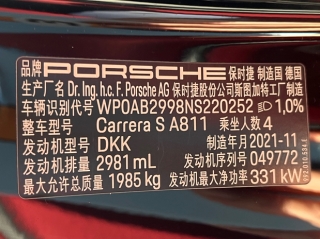 品牌 PORSCHE 保时捷 制造国 德国
生产厂名 Dr. Ing. h.c. F. Porsche AG 保时捷股份公司斯图加特工厂制造
车辆识别代号 WP0AB2998NS220252 1,0%
整车型号 Carrera S A811 乘坐人数 4
发动机型号 DKK 制造年月 2021-11
发动机排量 2981 mL 发动机号 049772
最大允许总质量 1985 kg 发动机最大净功率 331 kW